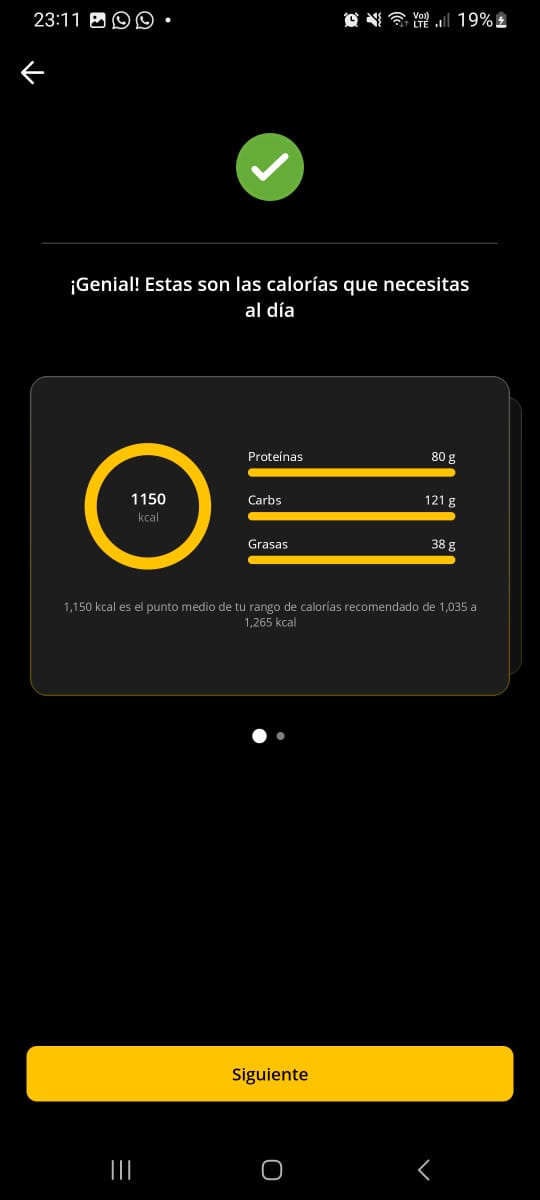 23:11
Vo)) LTE
19%
¡Genial! Estas son las calorías que necesitas
al día
1150
kcal
Proteínas 80 g
Carbs 121 g
Grasas 38 g
1,150 kcal es el punto medio de tu rango de calorías recomendado de 1,035 a
1,265 kcal
Siguiente